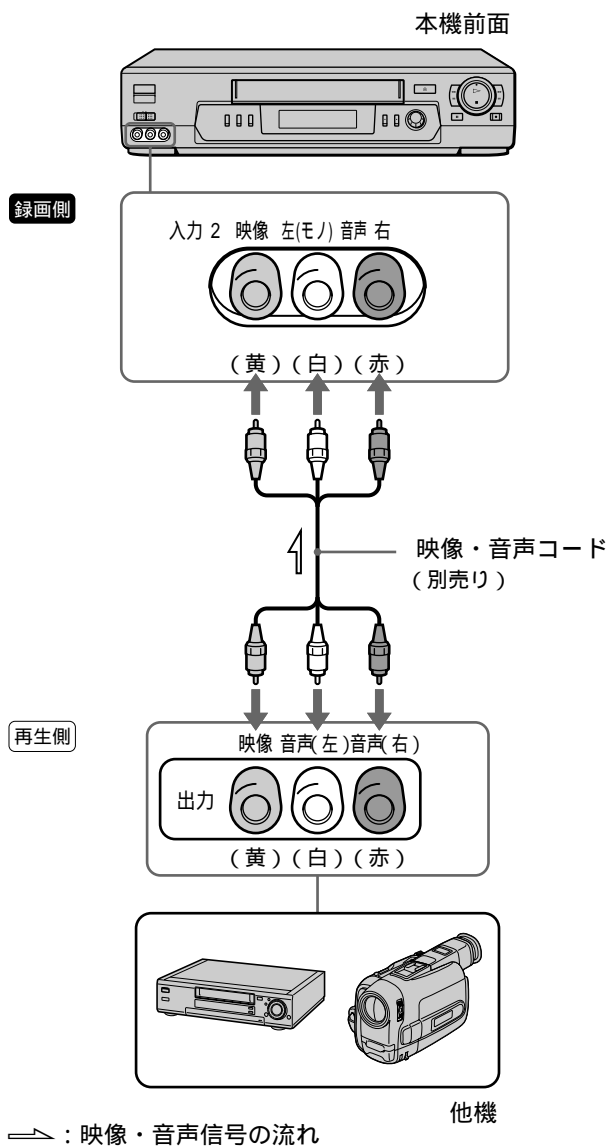 本機前面
録画側
入力 2 映像 左(モノ) 音声 右
(黄)(白)(赤)
映像・音声コード
(別売り)
再生側
映像 音声(左)音声(右)
出力
(黄)(白)(赤)
他機
:映像・音声信号の流れ